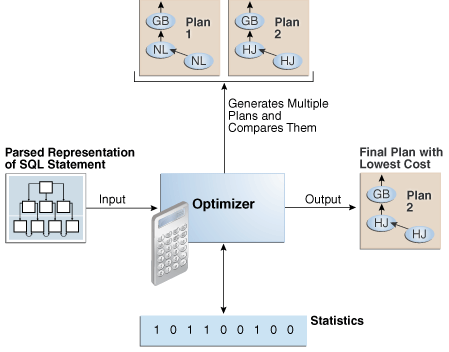 GB Plan
1
NL
NL
GB Plan
2
HJ
HJ
Generates Multiple
Plans and
Compares Them
Parsed Representation
of SQL Statement
Input
Optimizer
Output
Final Plan with
Lowest Cost
GB Plan
2
HJ
HJ
Statistics
1 0 1 1 0 0 1 0 0